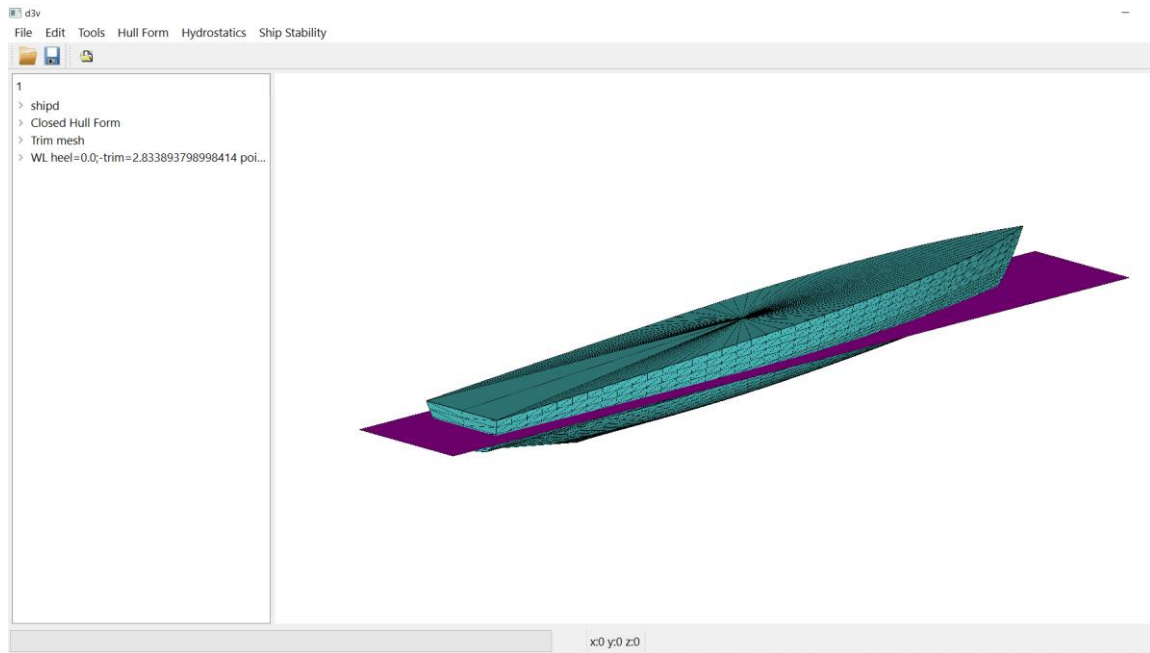 d3v
File Edit Tools Hull Form Hydrostatics Ship Stability
1
shipd
Closed Hull Form
Trim mesh
WL heel=0.0;-trim=2.833893798998414 poi...
x:0 y:0 z:0